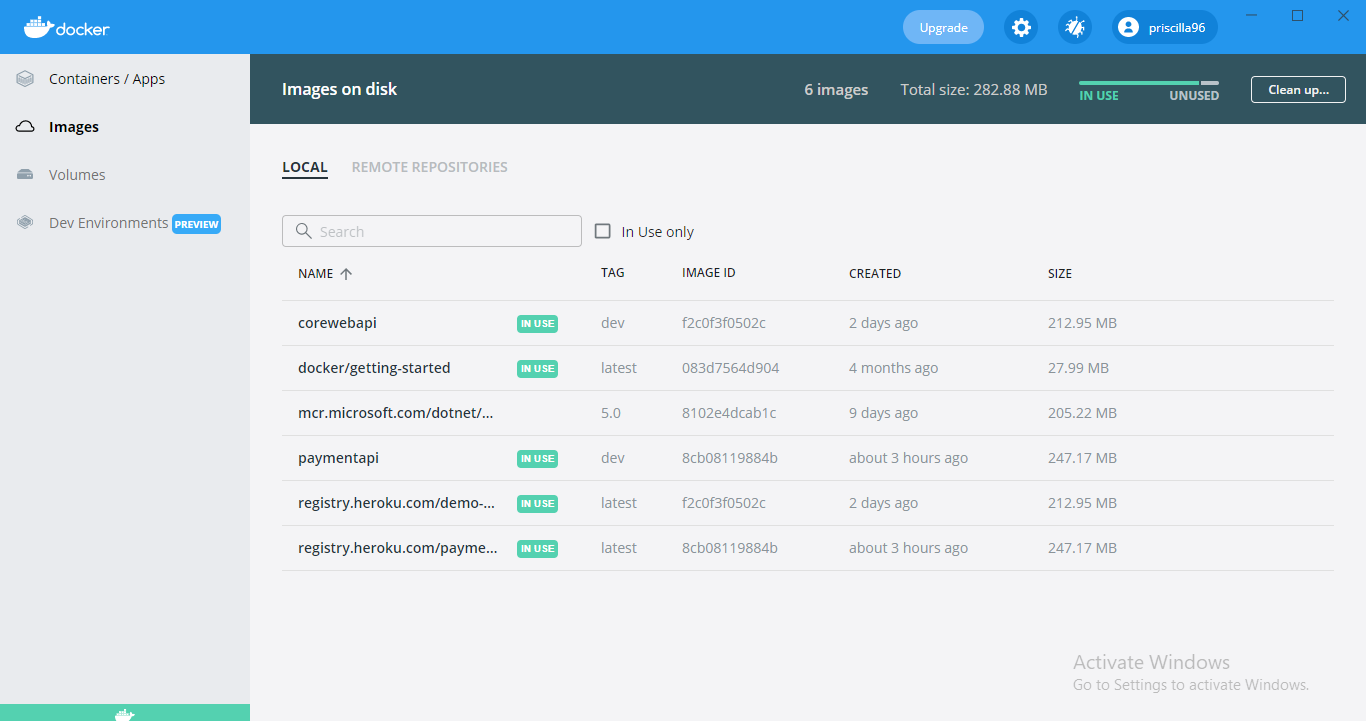 docker
Upgrade
priscilla96
Containers / Apps
Images
Volumes
Dev Environments PREVIEW
Images on disk
6 images
Total size: 282.88 MB
IN USE UNUSED
Clean up...
LOCAL REMOTE REPOSITORIES
Search
In Use only
NAME TAG IMAGE ID CREATED SIZE
corewebapi IN USE dev f2c0f3f0502c 2 days ago 212.95 MB
docker/getting-started IN USE latest 083d7564d904 4 months ago 27.99 MB
mcr.microsoft.com/dotnet/... 5.0 8102e4dcab1c 9 days ago 205.22 MB
paymentapi IN USE dev 8cb08119884b about 3 hours ago 247.17 MB
registry.heroku.com/demo-... IN USE latest f2c0f3f0502c 2 days ago 212.95 MB
registry.heroku.com/payme... IN USE latest 8cb08119884b about 3 hours ago 247.17 MB
Activate Windows
Go to Settings to activate Windows.